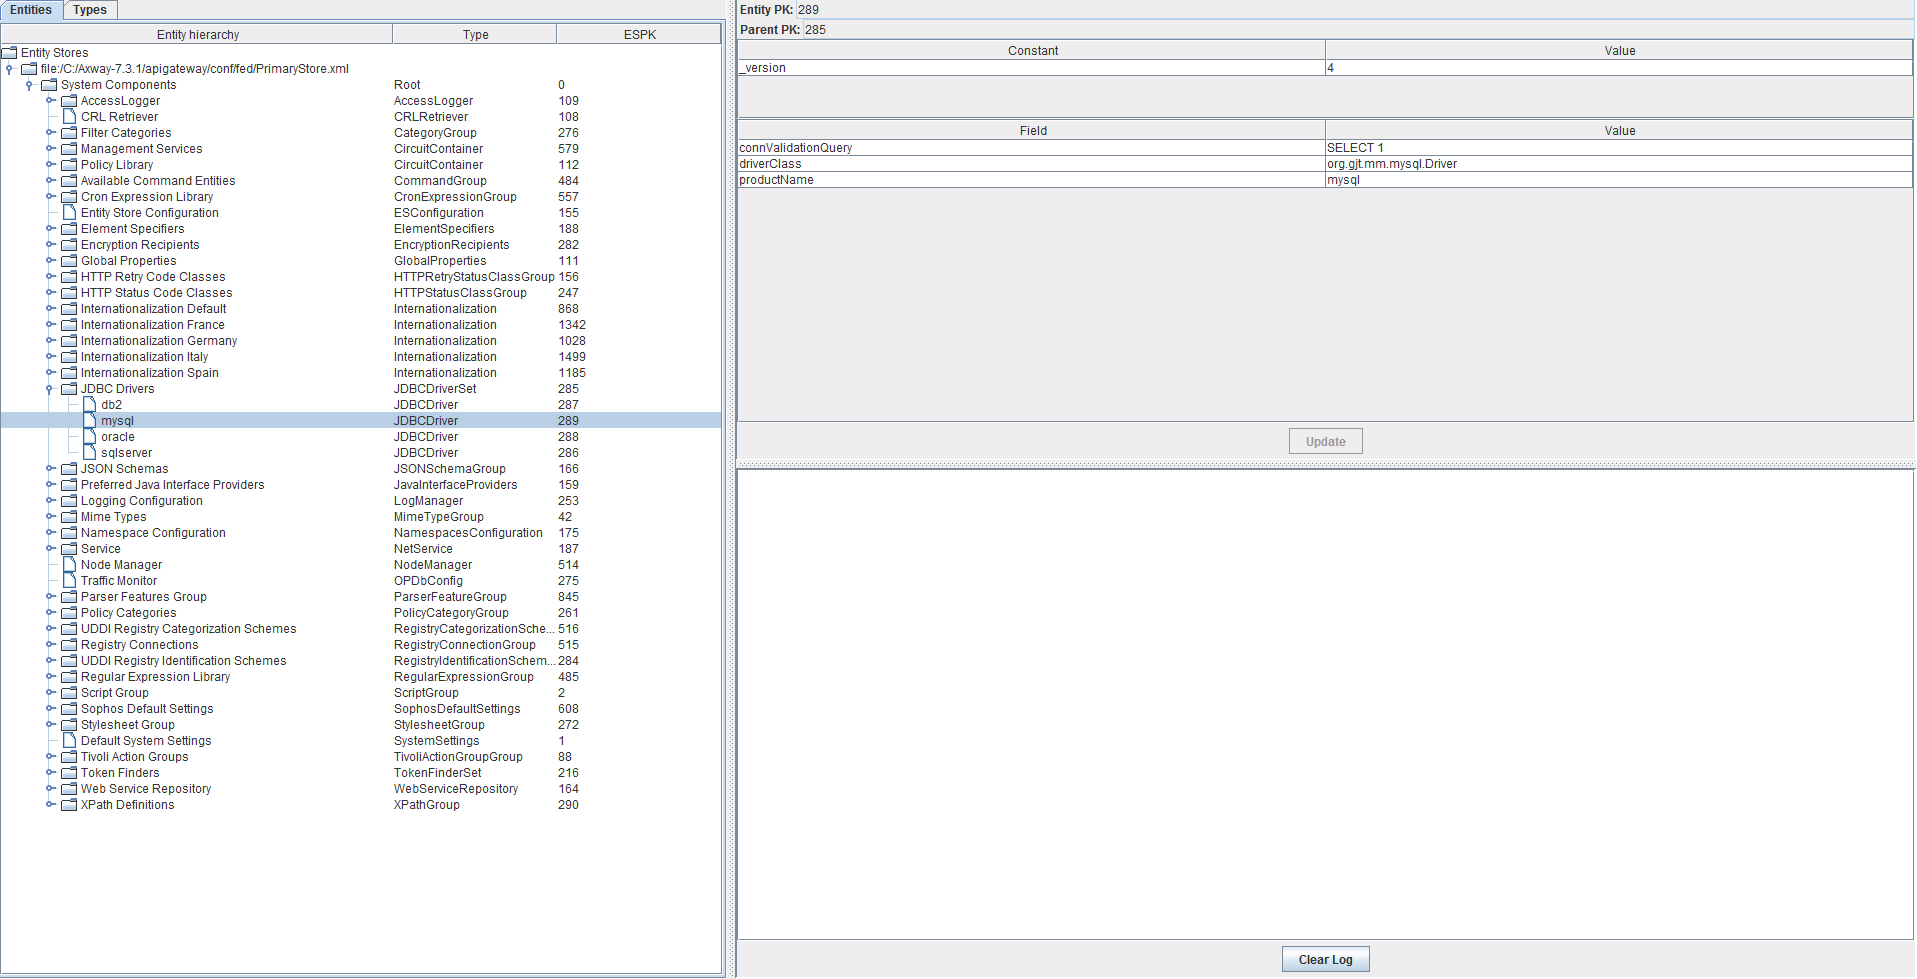 Entities Types
Entity hierarchy Type ESPK
Entity Stores
file:/C:/Axway-7.3.1/apigateway/conf/fed/PrimaryStore.xml
System Components Root 0
AccessLogger AccessLogger 109
CRL Retriever CRLRetriever 108
Filter Categories CategoryGroup 276
Management Services CircuitContainer 579
Policy Library CircuitContainer 112
Available Command Entities CommandGroup 484
Cron Expression Library CronExpressionGroup 557
Entity Store Configuration ESConfiguration 155
Element Specifiers ElementSpecifiers 188
Encryption Recipients EncryptionRecipients 282
Global Properties GlobalProperties 111
HTTP Retry Code Classes HTTPRetryStatusClassGroup 156
HTTP Status Code Classes HTTPStatusClassGroup 247
Internationalization Default Internationalization 868
Internationalization France Internationalization 1342
Internationalization Germany Internationalization 1028
Internationalization Italy Internationalization 1499
Internationalization Spain Internationalization 1185
JDBC Drivers JDBCDriverSet 285
db2 JDBCDriver 287
mysql JDBCDriver 289
oracle JDBCDriver 288
sqlserver JDBCDriver 286
JSON Schemas JSONSchemaGroup 166
Preferred Java Interface Providers JavaInterfaceProviders 159
Logging Configuration LogManager 253
Mime Types MimeTypeGroup 42
Namespace Configuration NamespacesConfiguration 175
Service NetService 187
Node Manager NodeManager 514
Traffic Monitor OPDbConfig 275
Parser Features Group ParserFeatureGroup 845
Policy Categories PolicyCategoryGroup 261
UDDI Registry Categorization Schemes RegistryCategorizationSche... 516
Registry Connections RegistryConnectionGroup 515
UDDI Registry Identification Schemes RegistryIdentificationSchem... 284
Regular Expression Library RegularExpressionGroup 485
Script Group ScriptGroup 2
Sophos Default Settings SophosDefaultSettings 608
Stylesheet Group StylesheetGroup 272
Default System Settings SystemSettings 1
Tivoli Action Groups TivoliActionGroupGroup 88
Token Finders TokenFinderSet 216
Web Service Repository WebServiceRepository 164
XPath Definitions XPathGroup 290
Entity PK: 289
Parent PK: 285
Constant Value
_version 4
Field Value
connValidationQuery SELECT 1
driverClass org.gjt.mm.mysql.Driver
productName mysql
Update
Clear Log